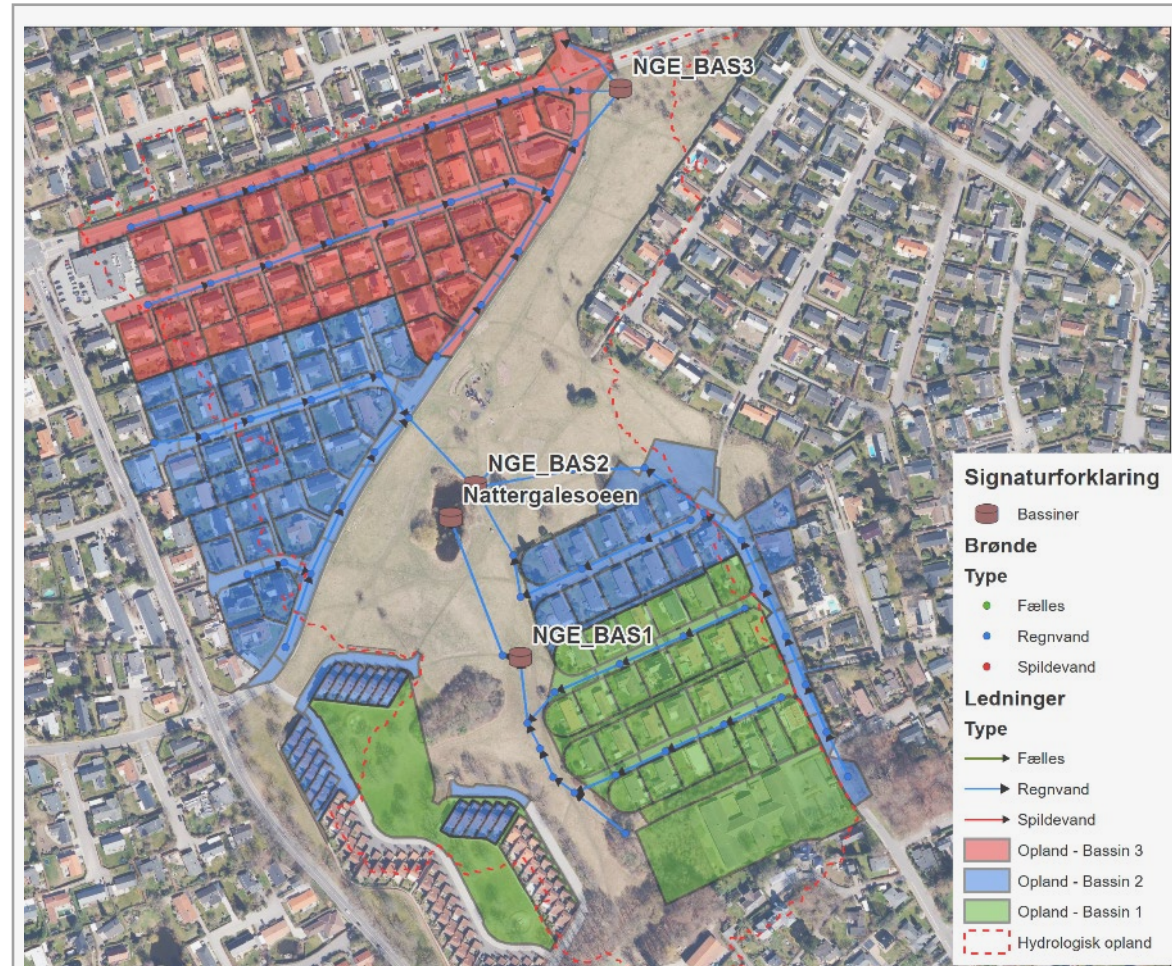 NGE_BAS3
NGE_BAS2
Nattergalesoeen
NGE_BAS1
Signaturforklaring
Bassiner
Brønde
Type
Fælles
Regnvand
Spildevand
Ledninger
Type
Fælles
Regnvand
Spildevand
Opland - Bassin 3
Opland - Bassin 2
Opland - Bassin 1
Hydrologisk opland